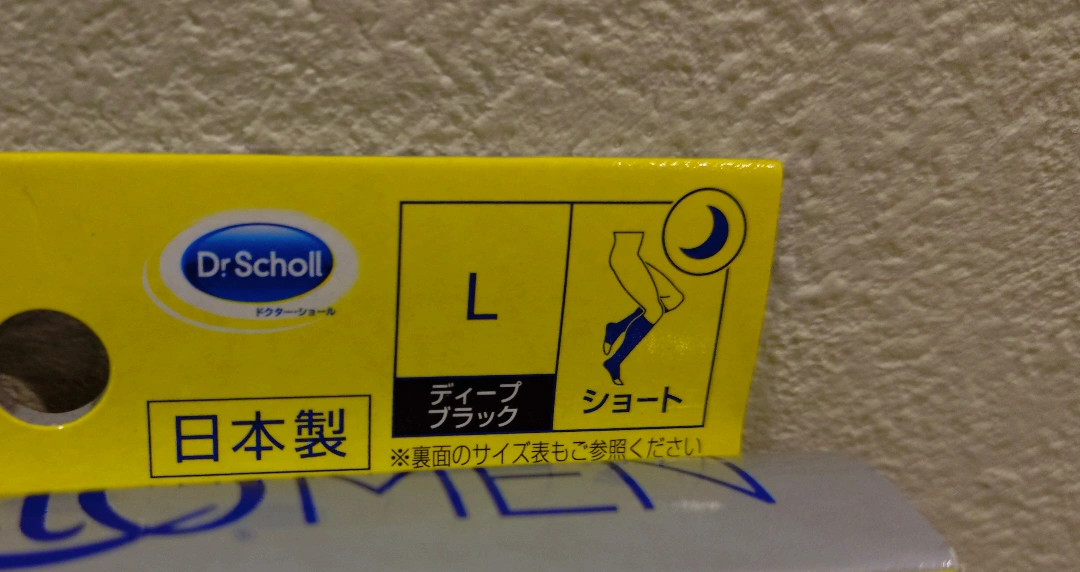 Dr. Scholl
ドクター・ショール
日本製
L
ディープ
ブラック
ショート
※裏面のサイズ表もご参照ください
MEN